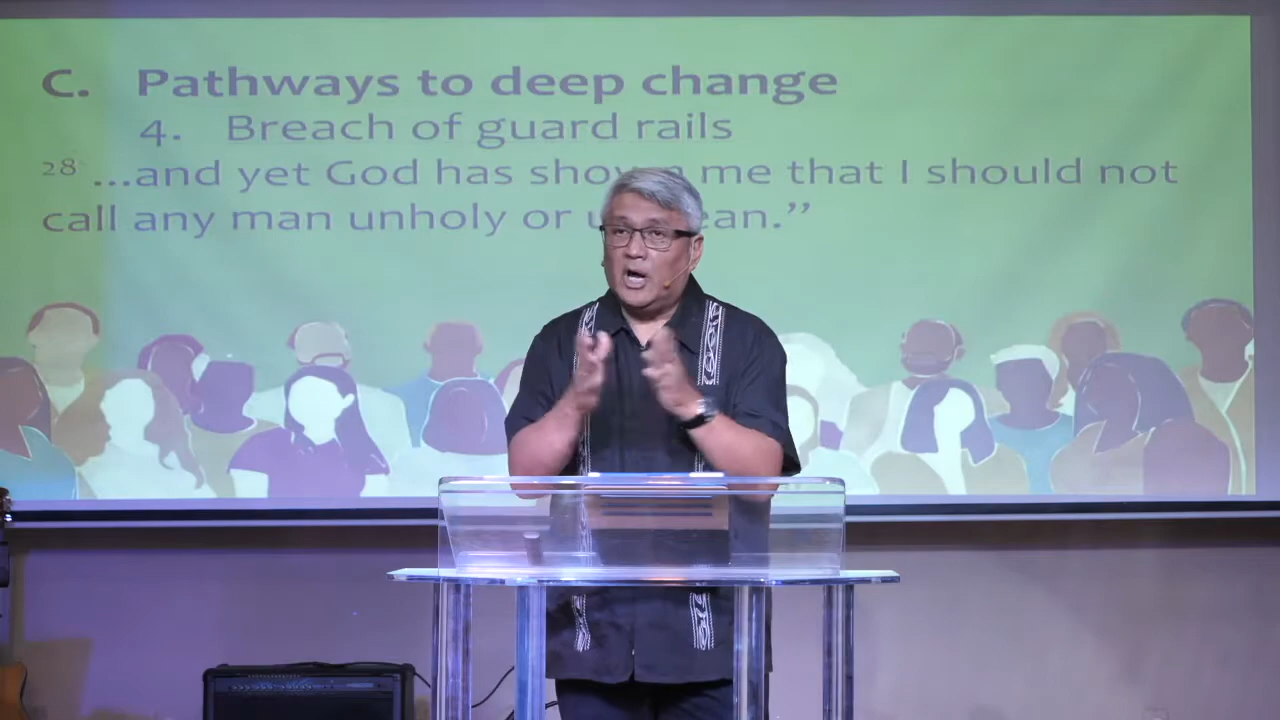 C. Pathways to deep change
4. Breach of guard rails
28 ...and yet God has me that I should not
call any man unholy or